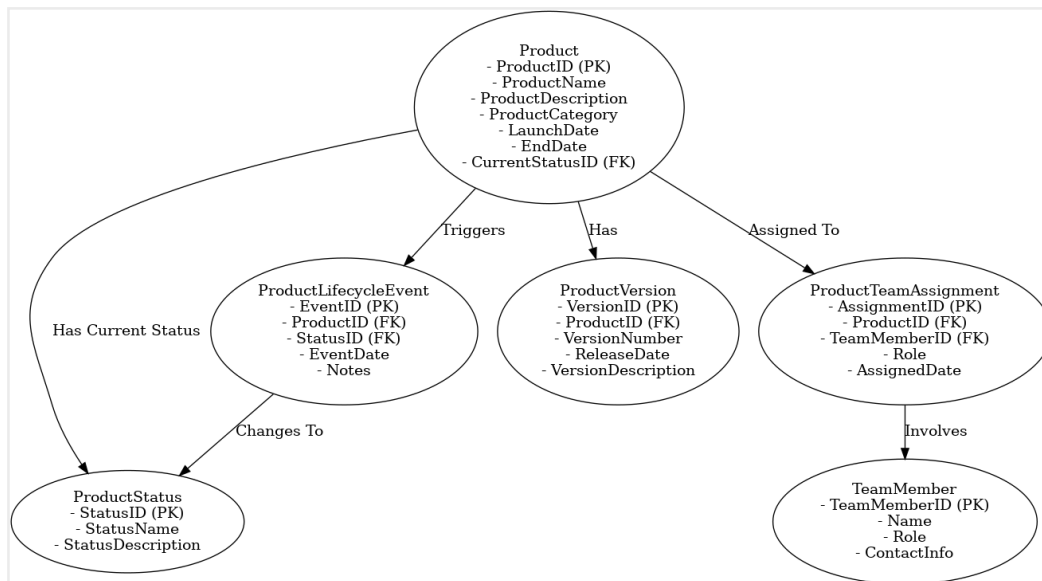 Product
- ProductID (PK)
- ProductName
- ProductDescription
- ProductCategory
- LaunchDate
- EndDate
- CurrentStatusID (FK)
Triggers
Has
Assigned To
ProductLifecycleEvent
- EventID (PK)
- ProductID (FK)
- StatusID (FK)
- EventDate
- Notes
ProductVersion
- VersionID (PK)
- ProductID (FK)
- VersionNumber
- ReleaseDate
- VersionDescription
ProductTeamAssignment
- AssignmentID (PK)
- ProductID (FK)
- TeamMemberID (FK)
- Role
- AssignedDate
Has Current Status
Changes To
Involves
ProductStatus
- StatusID (PK)
- StatusName
- StatusDescription
TeamMember
- TeamMemberID (PK)
- Name
- Role
- ContactInfo